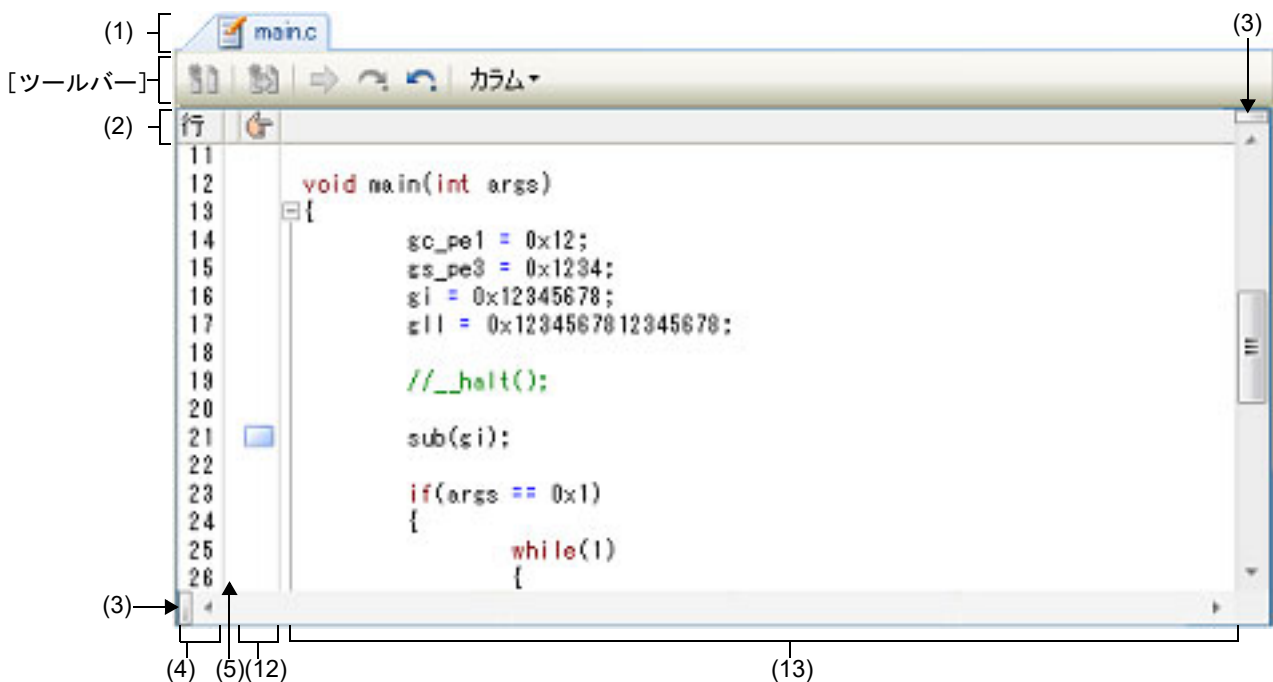 (1) main.c (3)
[ツールバー] カラム
(2) 行
11
12 void main(int args)
13 {
14 gc_pe1 = 0x12;
15 gs_pe3 = 0x1234;
16 gi = 0x12345678;
17 gll = 0x1234567812345678;
18
19 //__halt();
20
21 sub(gi);
22
23 if(args == 0x1)
24 {
25 while(1)
26 {
(3)
(4) (5)(12) (13)